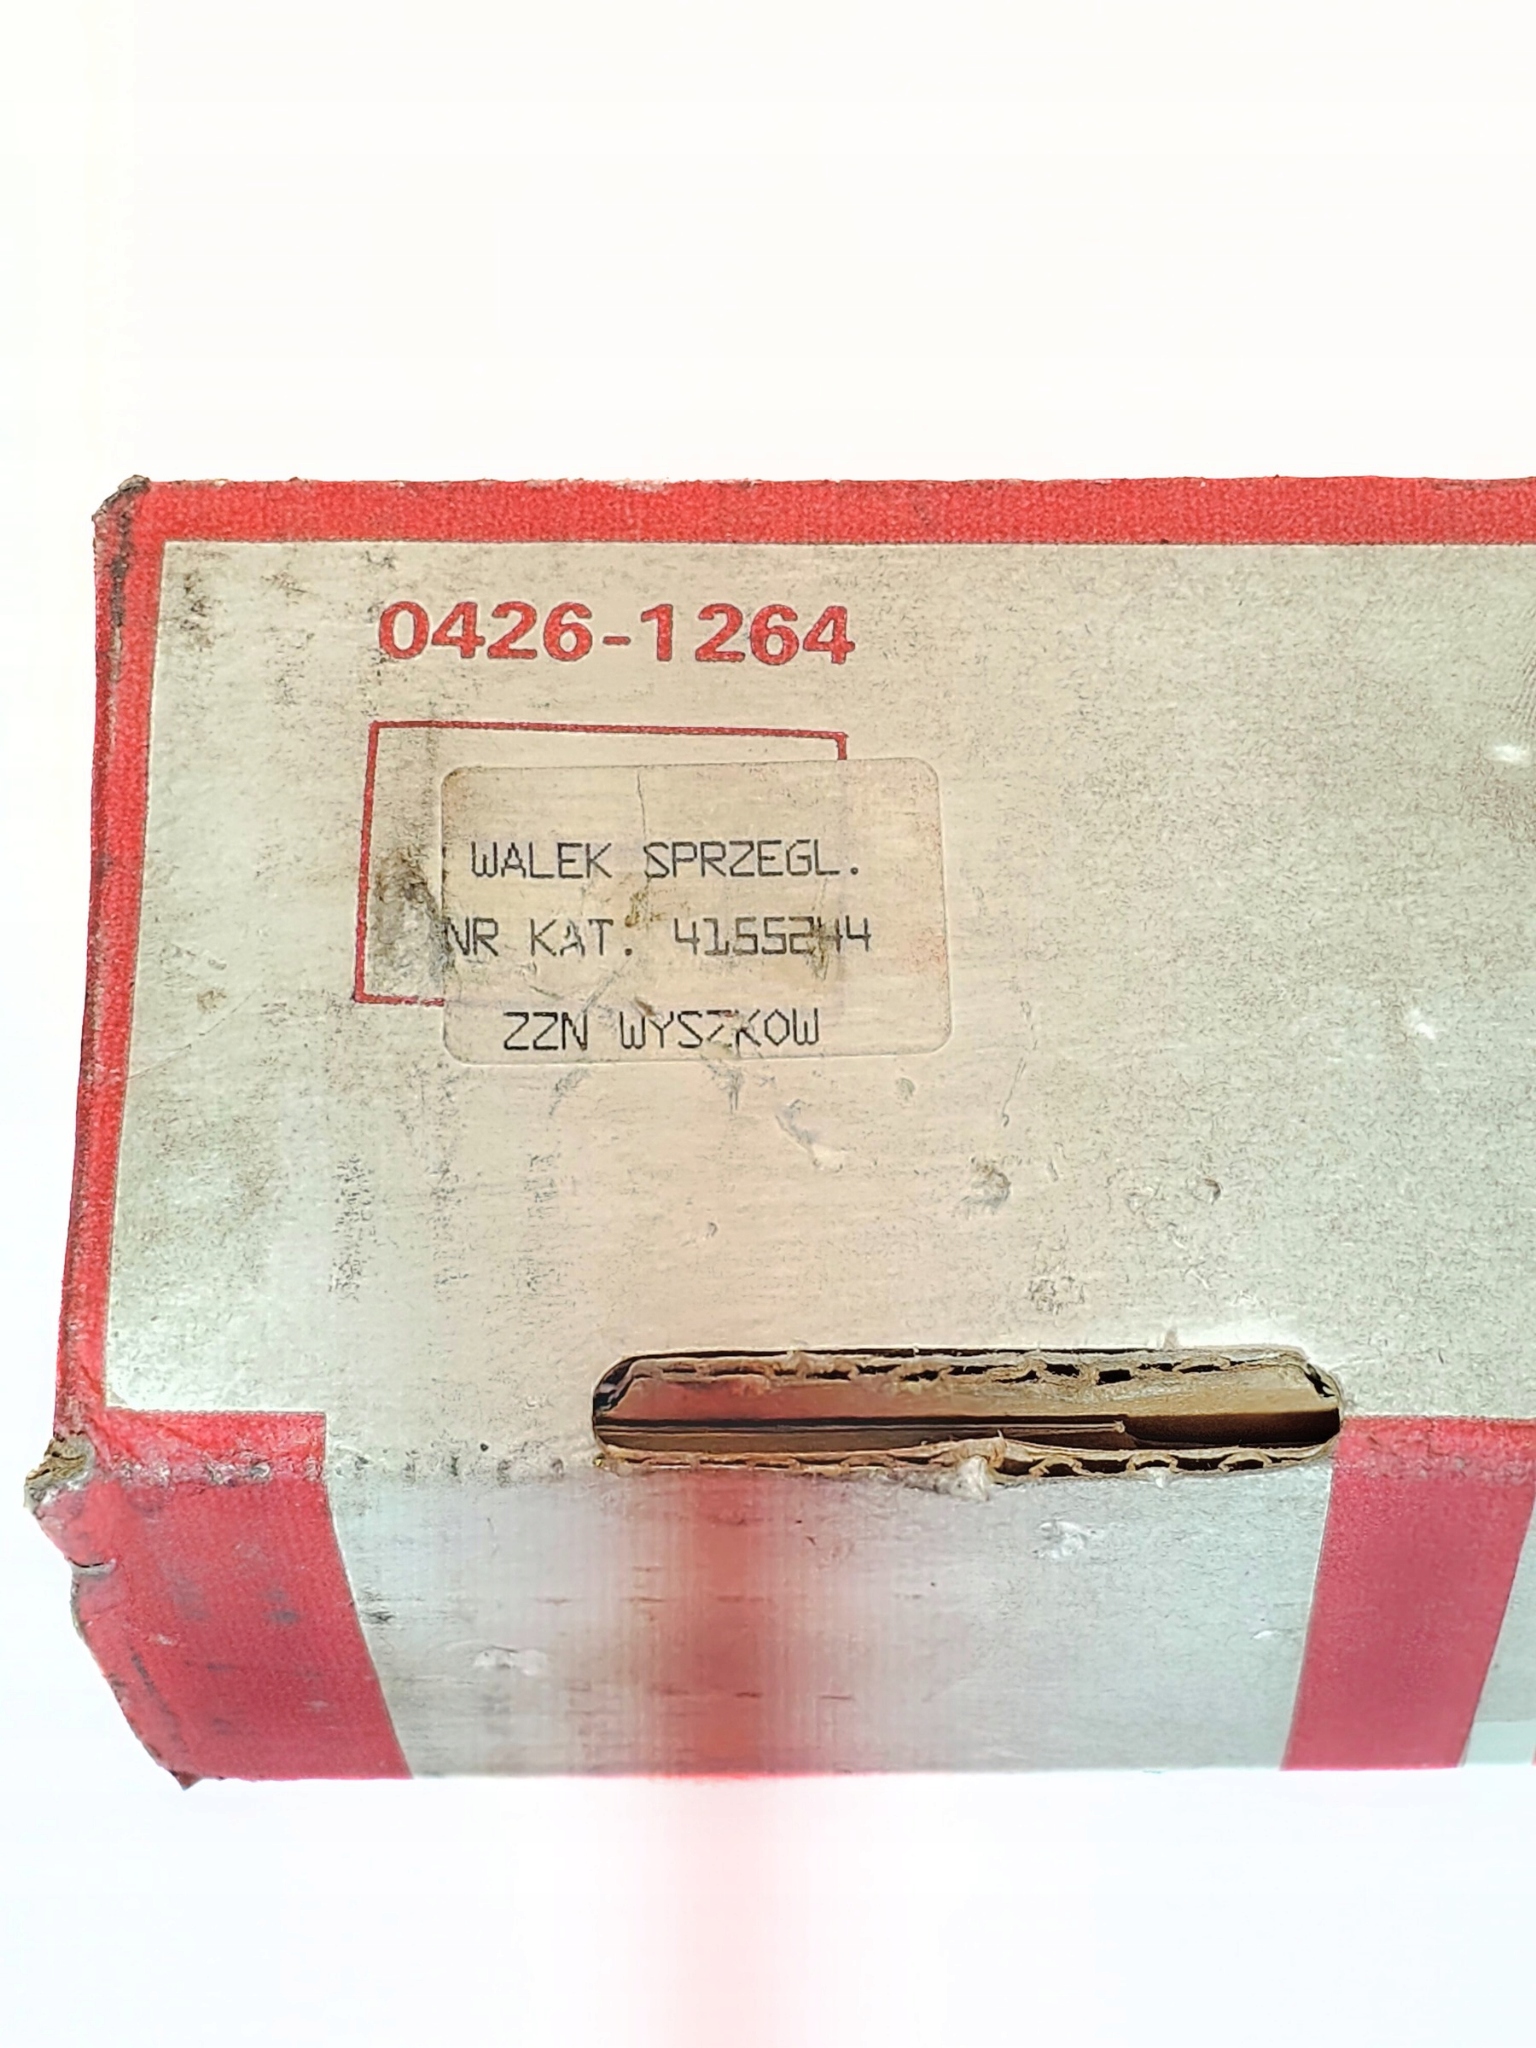 0426-1264
WALEK SPRZEGL.
NR KAT. 4155244
ZZN WYSZKOW